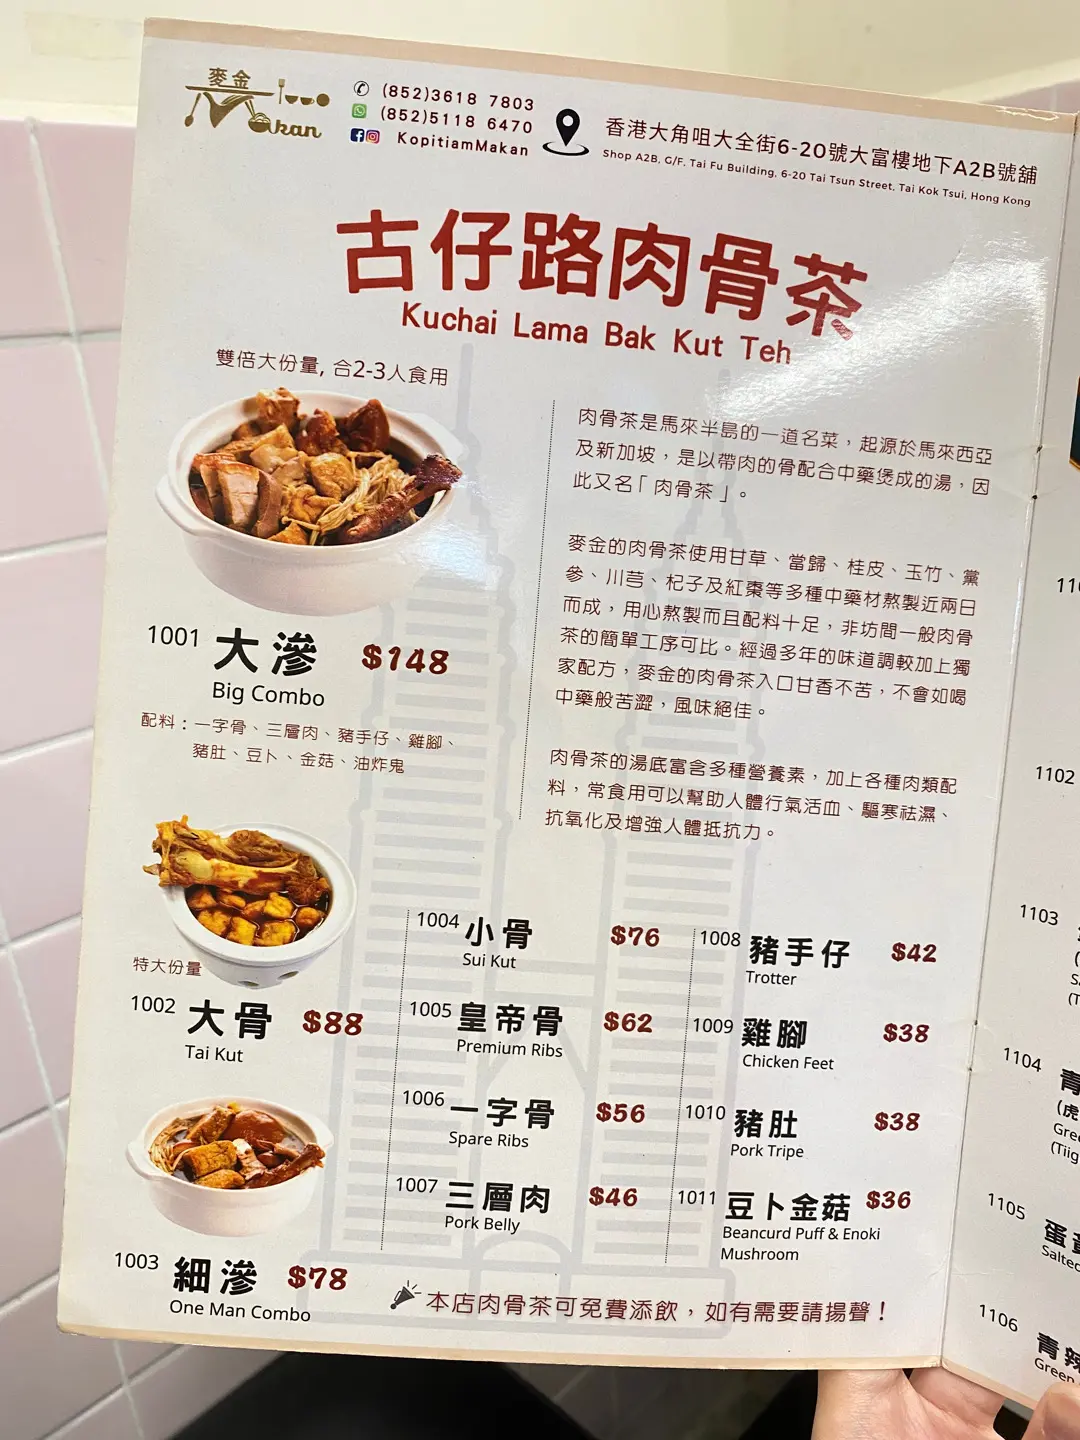 麥金
Makan
(852)3618 7803
(852)5118 6470
KopitiamMakan
香港大角咀大全街6-20號大富樓地下A2B號舖
Shop A2B, G/F, Tai Fu Building, 6-20 Tai Tsun Street, Tai Kok Tsui, Hong Kong
古仔路肉骨茶
Kuchai Lama Bak Kut Teh
雙倍大份量, 合2-3人食用
1001 大滲 $148
Big Combo
配料：一字骨、三層肉、豬手仔、雞腳、
豬肚、豆卜、金菇、油炸鬼
肉骨茶是馬來半島的一道名菜，起源於馬來西亞
及新加坡，是以帶肉的骨配合中藥煲成的湯，因
此又名「肉骨茶」。
麥金的肉骨茶使用甘草、當歸、桂皮、玉竹、黨
參、川芎、杞子及紅棗等多種中藥材熬製近兩日
而成，用心熬製而且配料十足，非坊間一般肉骨
茶的簡單工序可比。經過多年的味道調較加上獨
家配方，麥金的肉骨茶入口甘香不苦，不會如喝
中藥般苦澀，風味絕佳。
肉骨茶的湯底富含多種營養素，加上各種肉類配
料，常食用可以幫助人體行氣活血、驅寒祛濕、
抗氧化及增強人體抵抗力。
特大份量
1002 大骨 $88
Tai Kut
1003 細滲 $78
One Man Combo
1004 小骨 $76
Sui Kut
1005 皇帝骨 $62
Premium Ribs
1006 一字骨 $56
Spare Ribs
1007 三層肉 $46
Pork Belly
1008 豬手仔 $42
Trotter
1009 雞腳 $38
Chicken Feet
1010 豬肚 $38
Pork Tripe
1011 豆卜金菇 $36
Beancurd Puff & Enoki
Mushroom
本店肉骨茶可免費添飲，如有需要請揚聲！
1102
1103
1104
青
(虎
1105
蛋
Salted
1106
青辣
Green